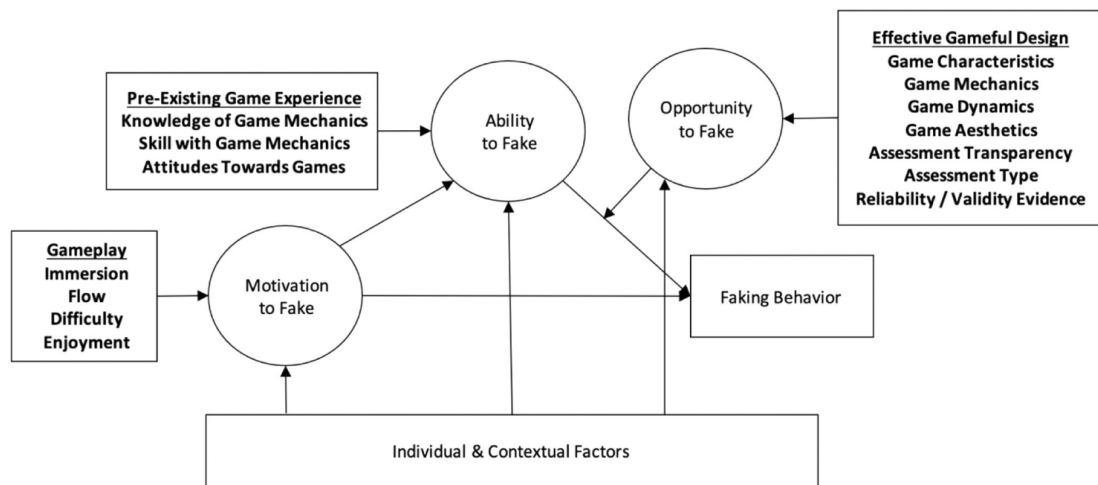 Effective Gameful Design
Game Characteristics
Game Mechanics
Game Dynamics
Game Aesthetics
Assessment Transparency
Assessment Type
Reliability / Validity Evidence
Pre-Existing Game Experience
Knowledge of Game Mechanics
Skill with Game Mechanics
Attitudes Towards Games
Ability
to Fake
Opportunity
to Fake
Gameplay
Immersion
Flow
Difficulty
Enjoyment
Motivation
to Fake
Faking Behavior
Individual & Contextual Factors